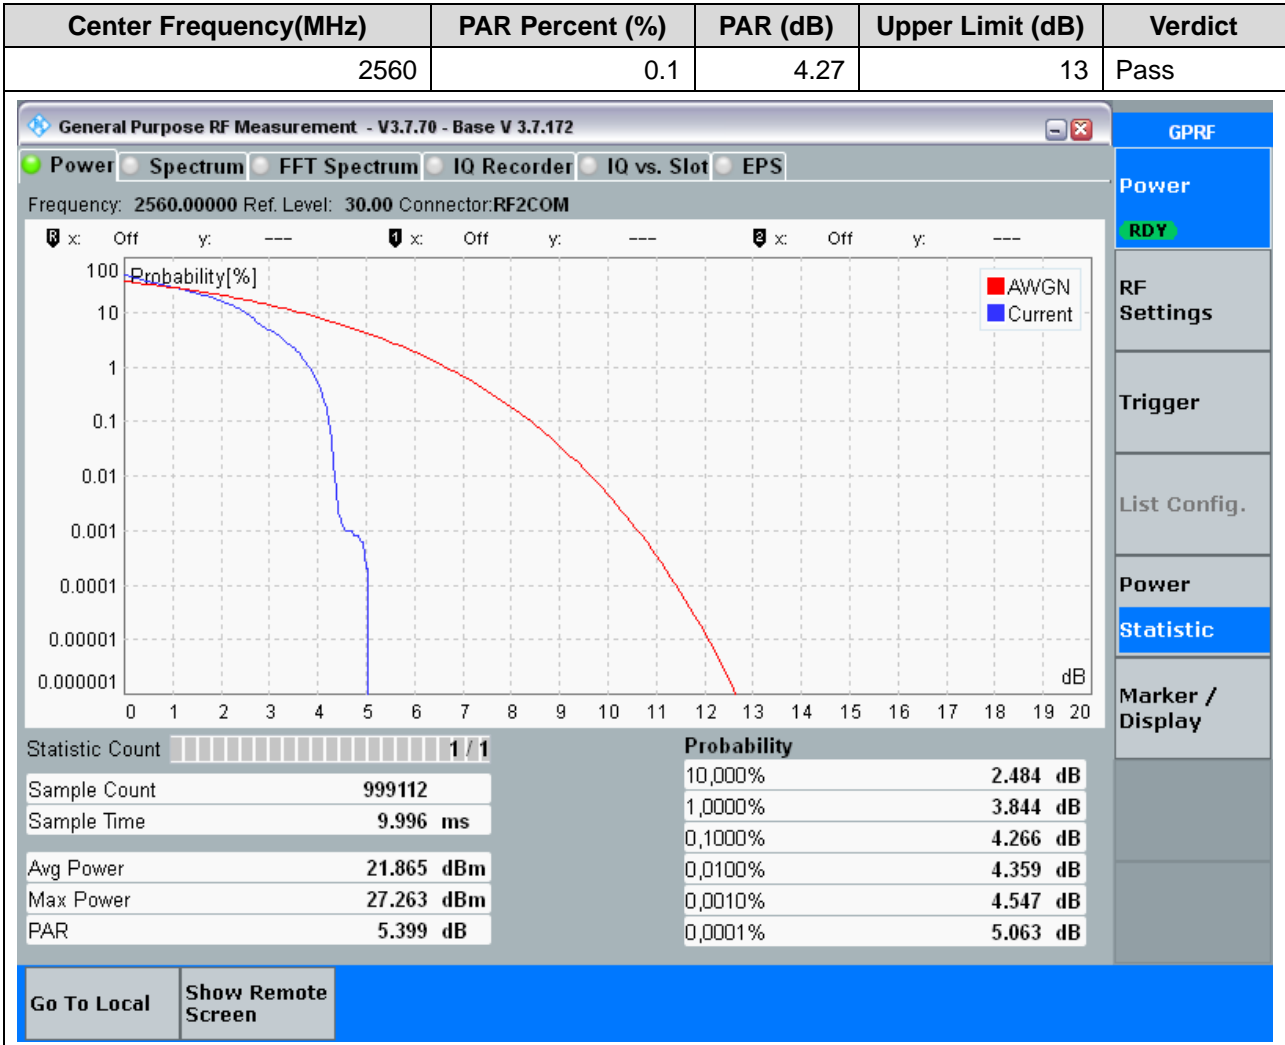 Center Frequency(MHz) PAR Percent (%) PAR (dB) Upper Limit (dB) Verdict
2560 0.1 4.27 13 Pass
General Purpose RF Measurement - V3.7.70 - Base V 3.7.172
GPRF
Power Spectrum FFT Spectrum IQ Recorder IQ vs. Slot EPS
Frequency: 2560.00000 Ref. Level: 30.00 Connector:RF2COM
R x: Off y: --- 1 x: Off y: --- 2 x: Off y: ---
Probability[%]
AWGN
Current
100
10
1
0.1
0.01
0.001
0.0001
0.00001
0.000001
dB
0 1 2 3 4 5 6 7 8 9 10 11 12 13 14 15 16 17 18 19 20
Statistic Count 1 / 1
Sample Count 999112
Sample Time 9.996 ms
Avg Power 21.865 dBm
Max Power 27.263 dBm
PAR 5.399 dB
Probability
10,000% 2.484 dB
1,0000% 3.844 dB
0,1000% 4.266 dB
0,0100% 4.359 dB
0,0010% 4.547 dB
0,0001% 5.063 dB
Power
RDY
RF
Settings
Trigger
List Config.
Power
Statistic
Marker /
Display
Go To Local
Show Remote
Screen